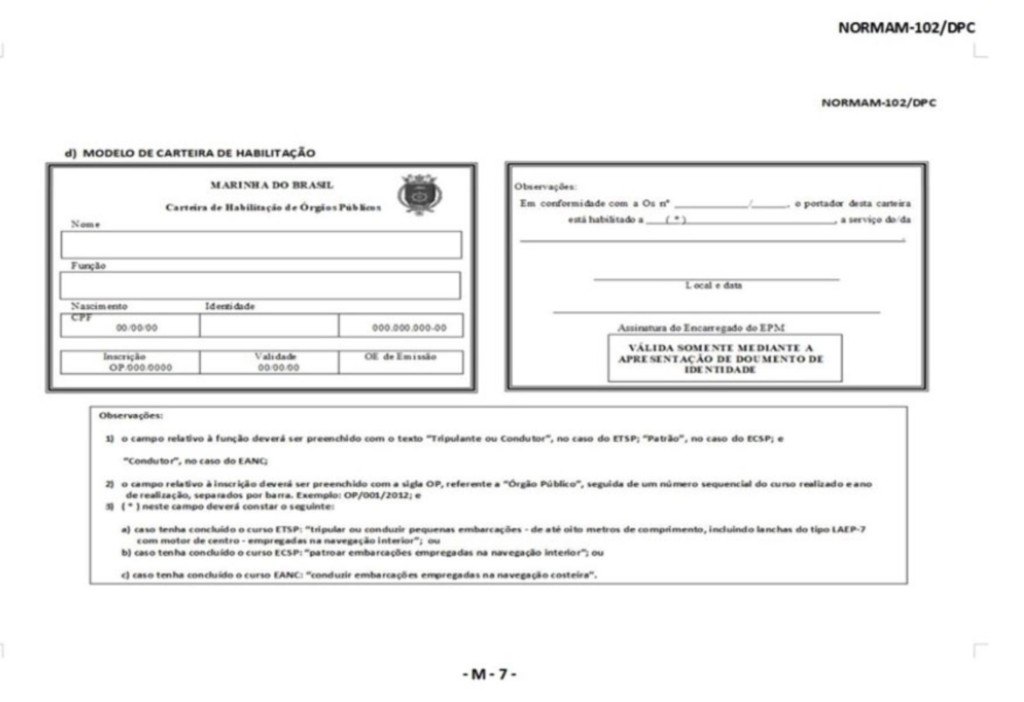 NORMAM-102/DPC
NORMAM-102/DPC
d) MODELO DE CARTEIRA DE HABILITAÇÃO
MARINHA DO BRASIL
Carteira de Habilitação de Órgãos Públicos
Nome
Função
Nascimento Identidade
CPF
00/00/00 000.000.000-00
Inscrição Validade OE de Emissão
OP/000/0000 00/00/00
Observações:
Em conformidade com a Os nº ____________/______, o portador desta carteira
está habilitado a ___( * )____________________________, a serviço do/da
______________________________________________________________.
Local e data
Assinatura do Encarregado do EPM
VÁLIDA SOMENTE MEDIANTE A
APRESENTAÇÃO DE DOUMENTO DE
IDENTIDADE
Observações:
1) o campo relativo à função deverá ser preenchido com o texto "Tripulante ou Condutor", no caso do ETSP; "Patrão", no caso do ECSP; e
"Condutor", no caso do EANC;
2) o campo relativo à inscrição deverá ser preenchido com a sigla OP, referente a "Órgão Público", seguida de um número sequencial do curso realizado e ano
de realização, separados por barra. Exemplo: OP/001/2012; e
3) ( * ) neste campo deverá constar o seguinte:
a) caso tenha concluído o curso ETSP: "tripular ou conduzir pequenas embarcações - de até oito metros de comprimento, incluindo lanchas do tipo LAEP-7
com motor de centro - empregadas na navegação interior"; ou
b) caso tenha concluído o curso ECSP: "patroar embarcações empregadas na navegação interior"; ou
c) caso tenha concluído o curso EANC: "conduzir embarcações empregadas na navegação costeira".
- M - 7 -